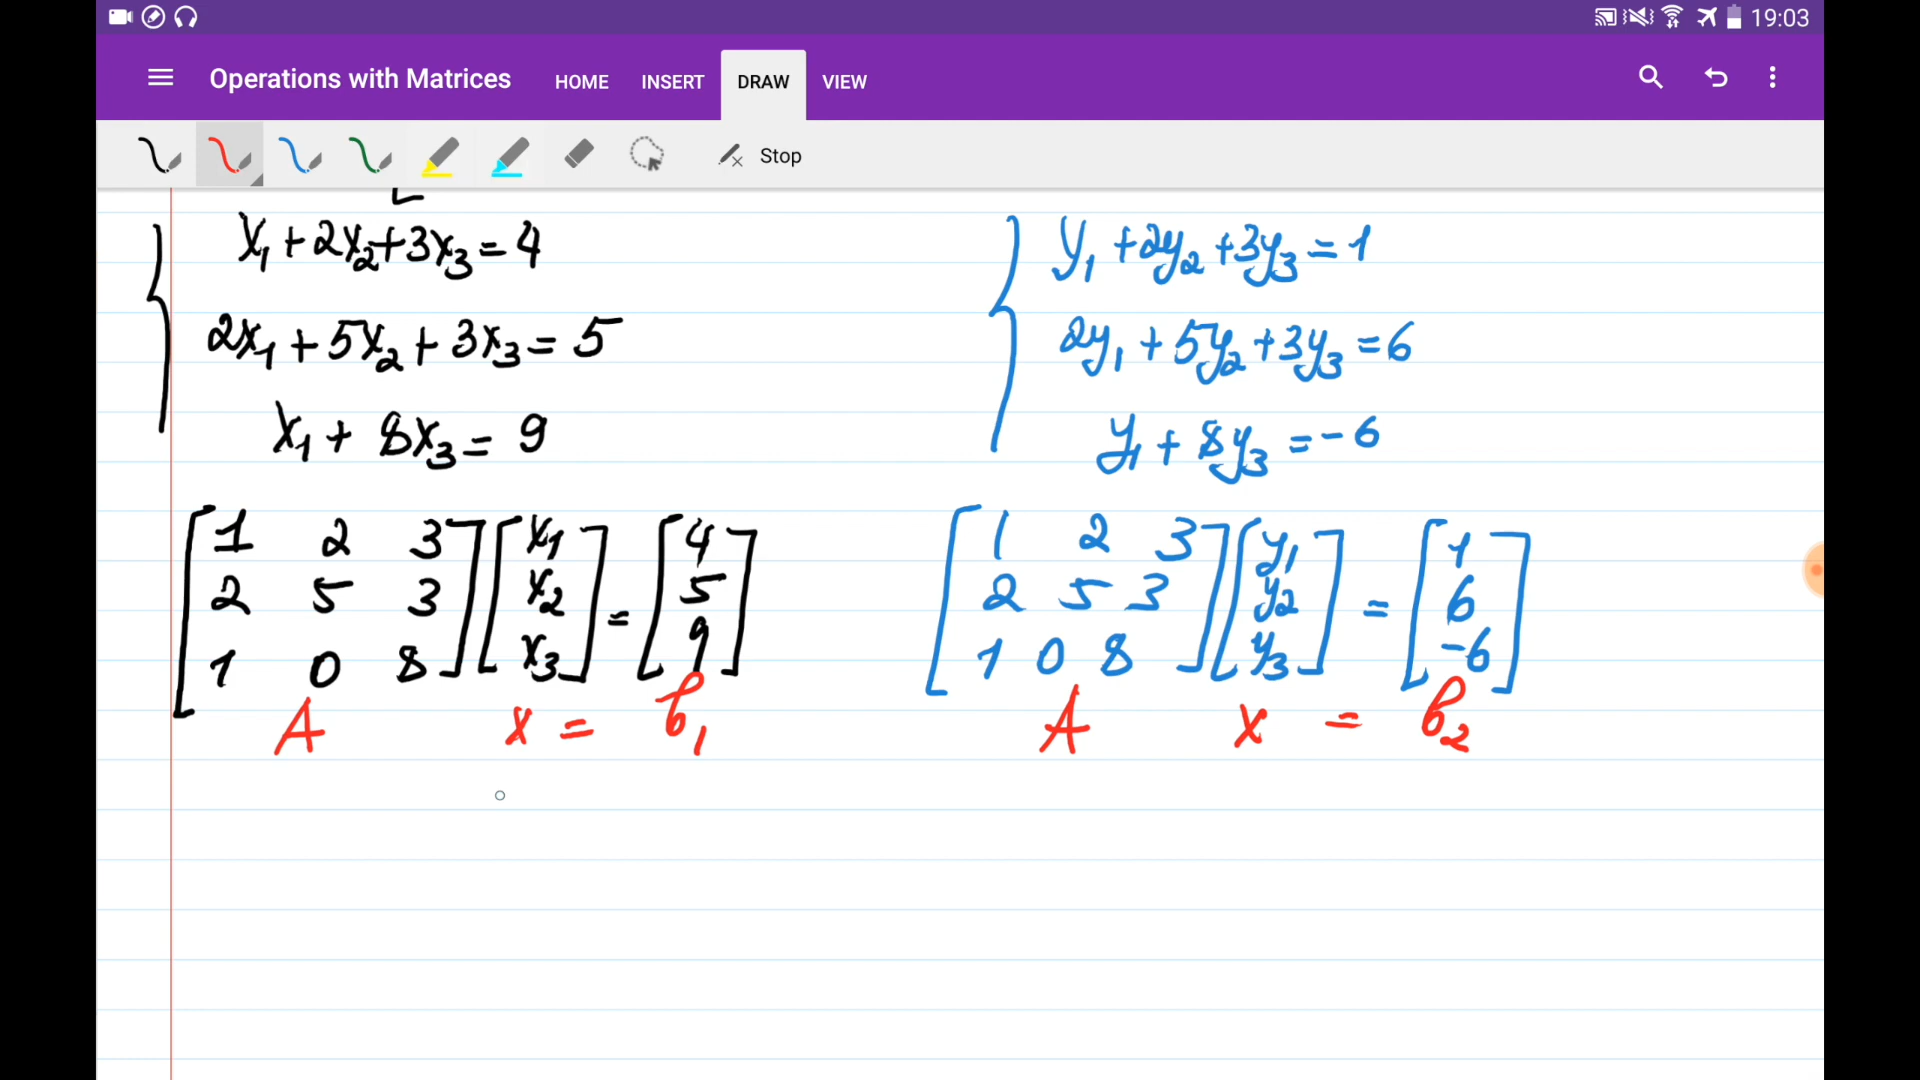 19:03
Operations with Matrices HOME INSERT DRAW VIEW
Stop
x₁+2x₂+3x₃=4
2x₁+5x₂+3x₃=5
x₁+8x₃=9
1 2 3 x₁ 4
2 5 3 x₂ = 5
1 0 8 x₃ 9
A x = b₁
y₁+2y₂+3y₃=1
2y₁+5y₂+3y₃=6
y₁+8y₃=-6
1 2 3 y₁ 1
2 5 3 y₂ = 6
1 0 8 y₃ -6
A x = b₂